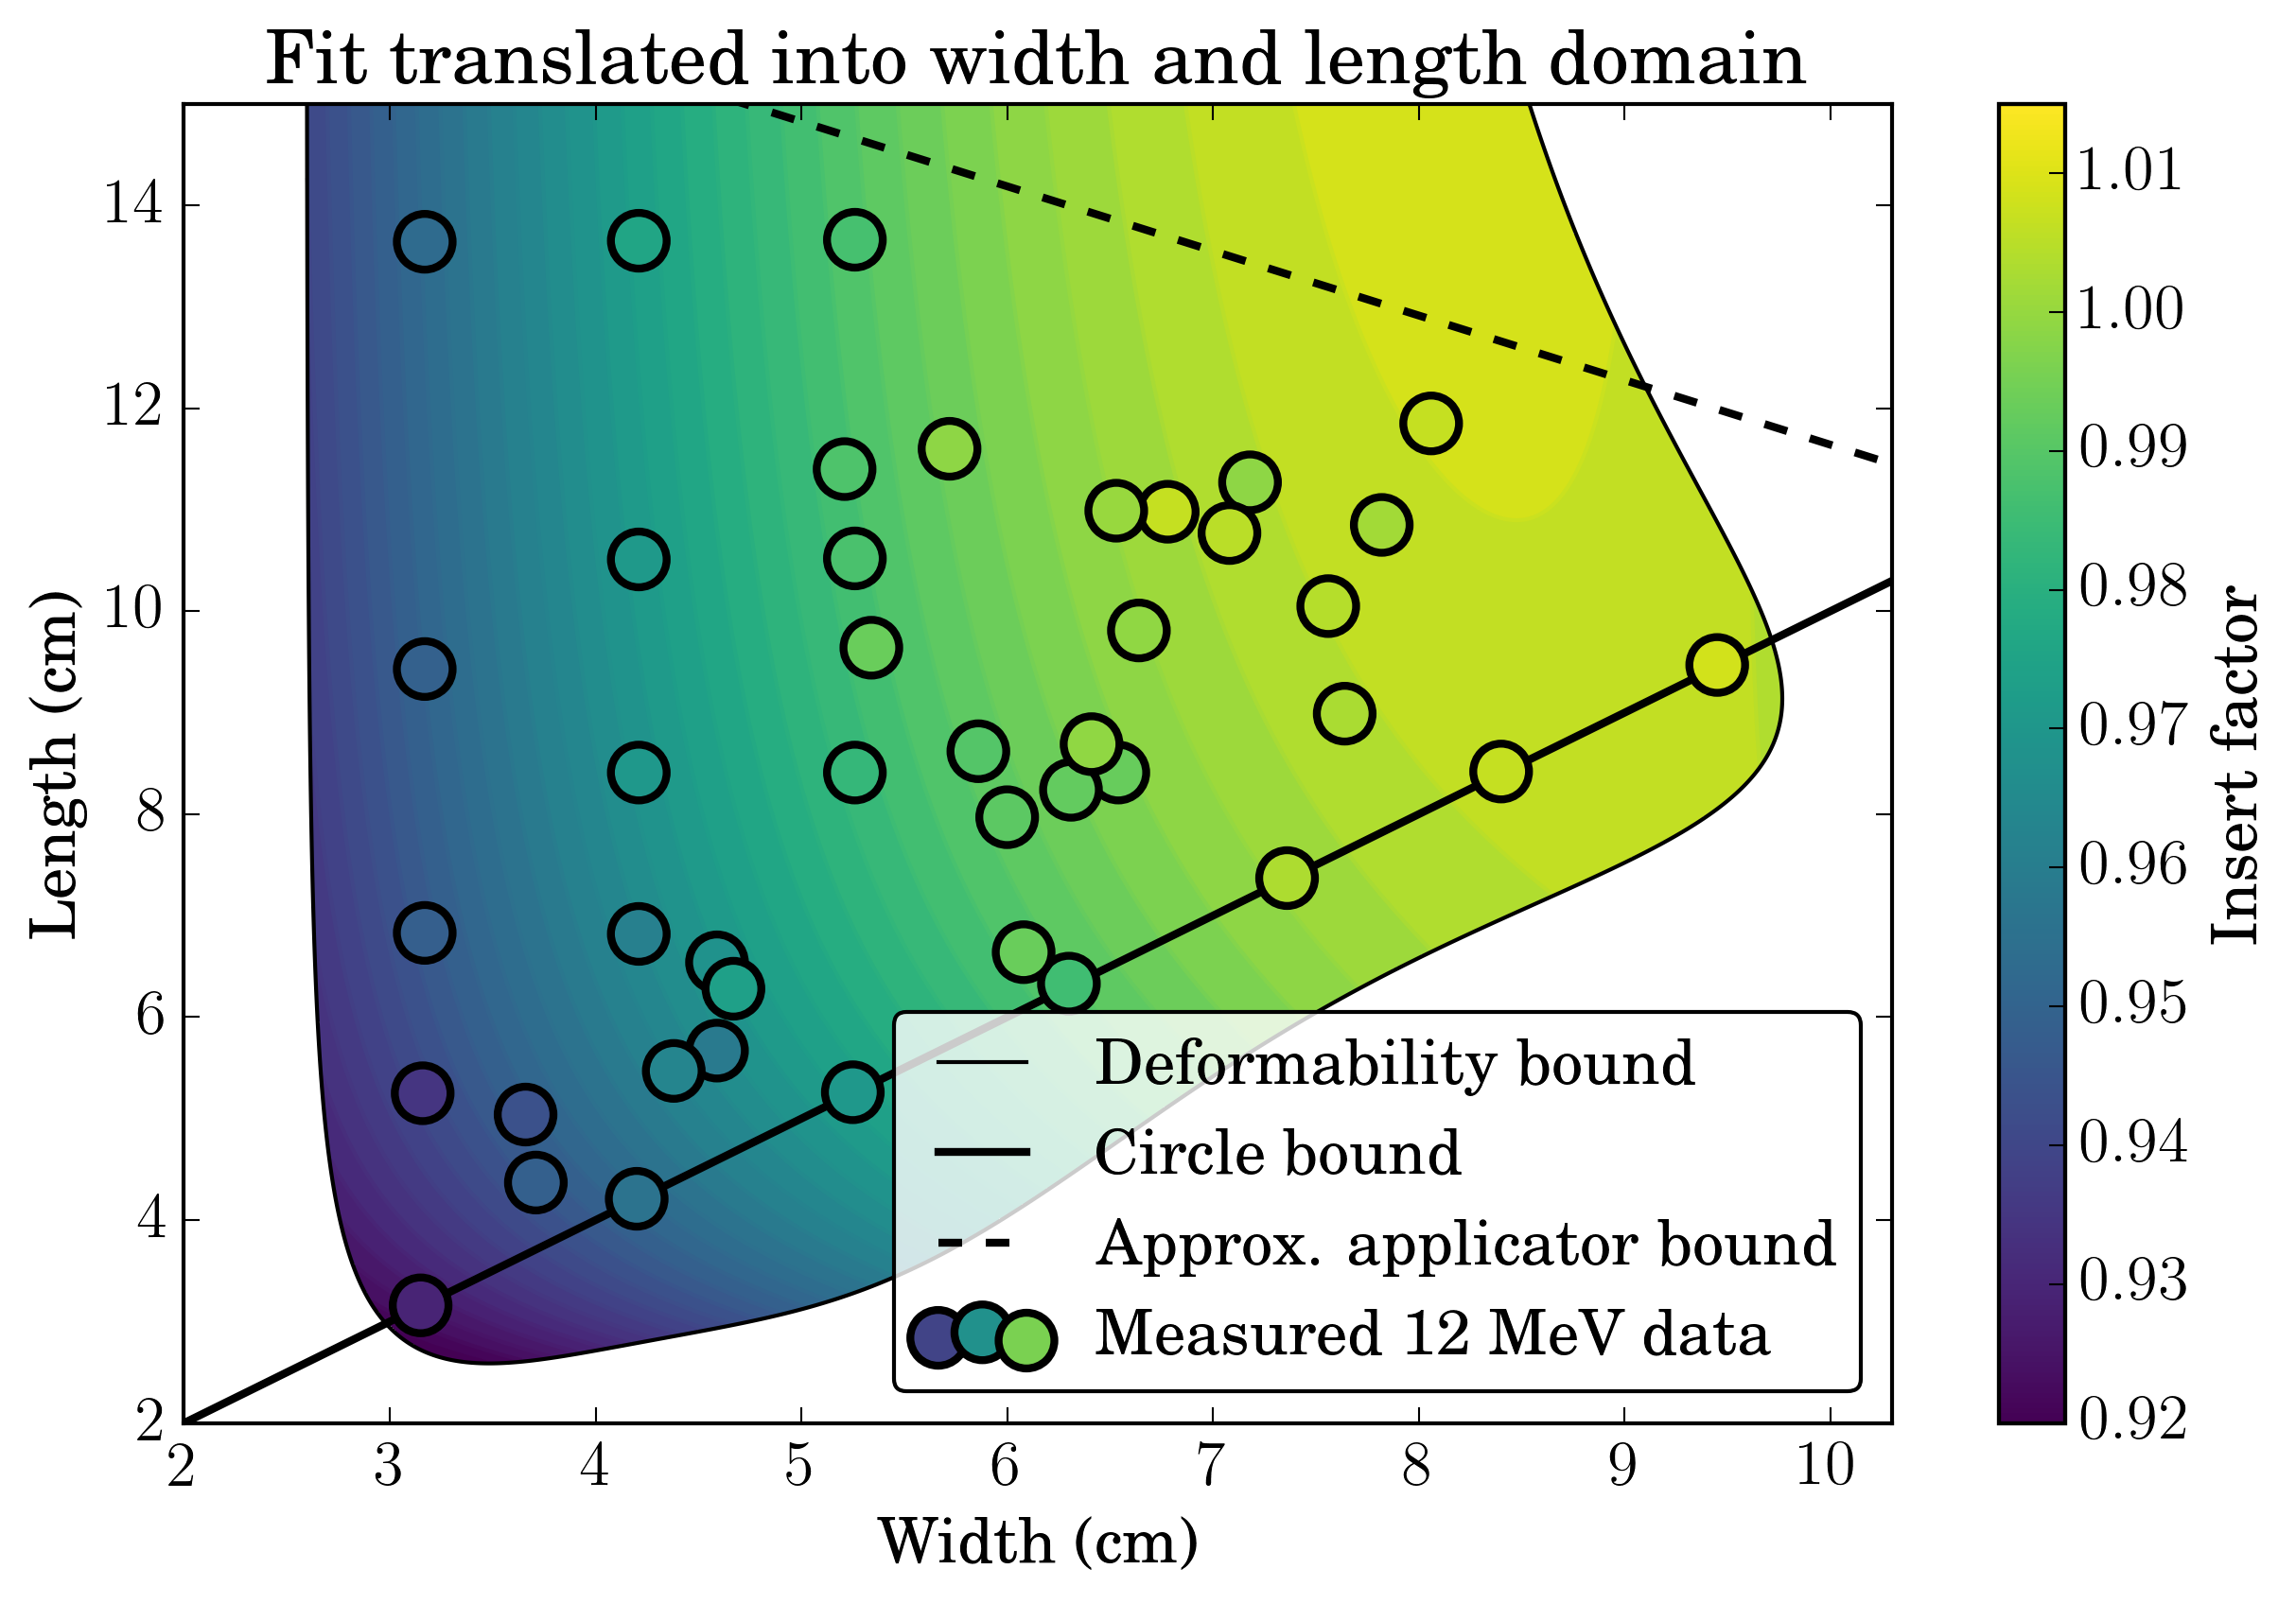 Fit translated into width and length domain
Length (cm)
14
12
10
8
6
4
2
2 3 4 5 6 7 8 9 10
Width (cm)
Deformability bound
Circle bound
Approx. applicator bound
Measured 12 MeV data
1.01
1.00
0.99
0.98
0.97
0.96
0.95
0.94
0.93
0.92
Insert factor